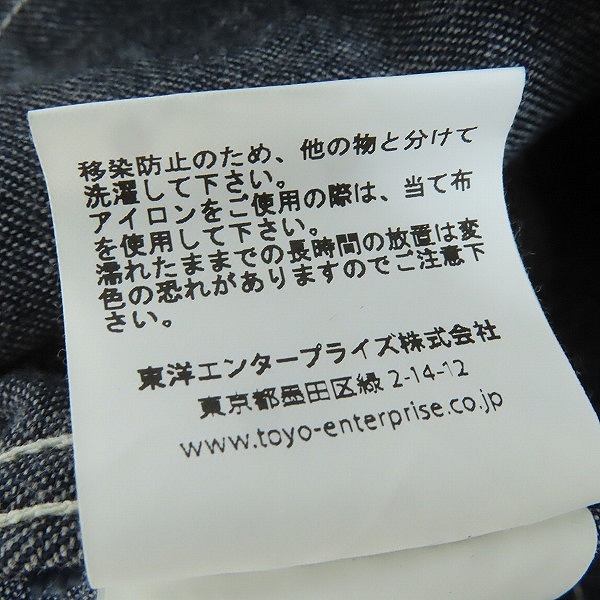 移染防止のため、他の物と分けて
洗濯して下さい。
アイロンをご使用の際は、当て布
を使用して下さい。
濡れたままでの長時間の放置は変
色の恐れがありますのでご注意下
さい。
東洋エンタープライズ株式会社
東京都墨田区緑 2-14-12
www.toyo-enterprise.co.jp